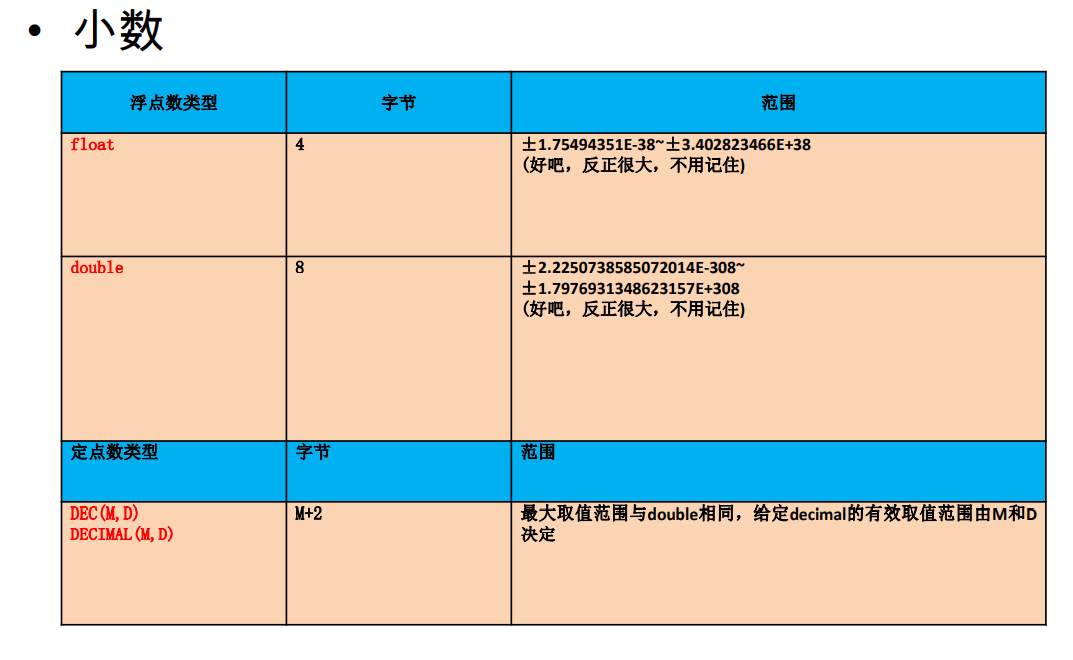 • 小数
浮点数类型 字节 范围
float 4 ±1.75494351E-38~±3.402823466E+38
(好吧，反正很大，不用记住)
double 8 ±2.2250738585072014E-308~
±1.7976931348623157E+308
(好吧，反正很大，不用记住)
定点数类型 字节 范围
DEC(M,D) M+2 最大取值范围与double相同，给定decimal的有效取值范围由M和D
DECIMAL(M,D) 决定